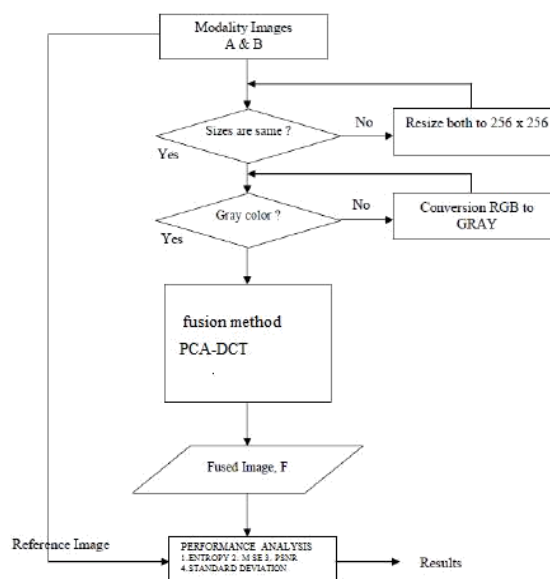 Modality Images
A & B
Sizes are same ?
No
Resize both to 256 x 256
Yes
Gray color ?
No
Conversion RGB to
GRAY
Yes
fusion method
PCA-DCT
.
Fused Image, F
Reference Image
PERFORMANCE ANALYSIS
1.ENTROPY 2. M SE 3. PSNR
4.STANDARD DEVIATION
Results